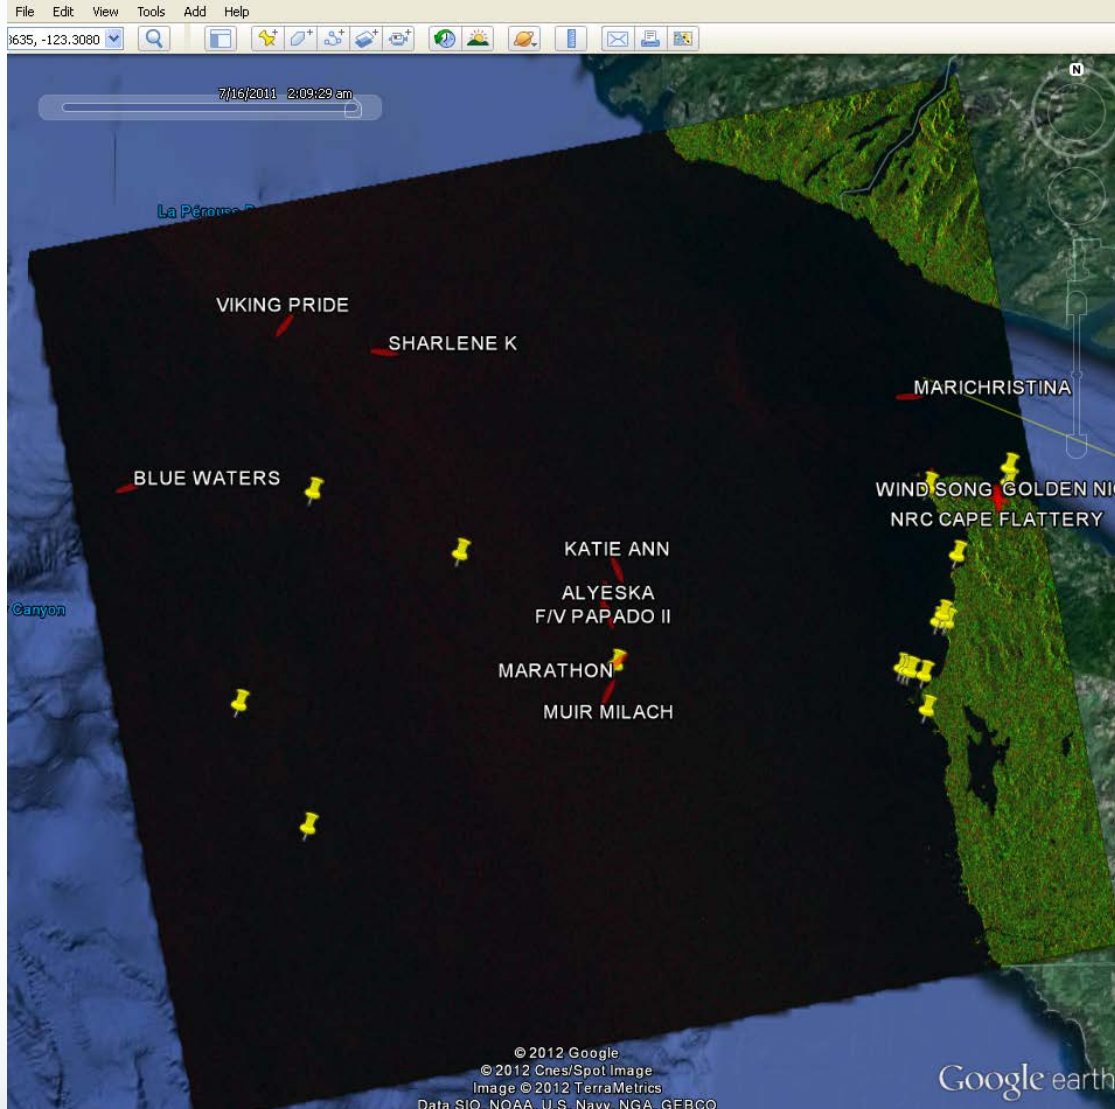 File Edit View Tools Add Help
3635, -123.3080
7/16/2011 2:09:29 am
N
La Pérouse
VIKING PRIDE
SHARLENE K
MARICHRISTINA
BLUE WATERS
WIND SONG GOLDEN NI
NRC CAPE FLATTERY
KATIE ANN
ALYESKA
Canyon
F/V PAPADO II
MARATHON
MUIR MILACH
© 2012 Google
© 2012 Cnes/Spot Image
Image © 2012 TerraMetrics
Data SIO, NOAA, U.S. Navy, NGA, GEBCO
Google earth